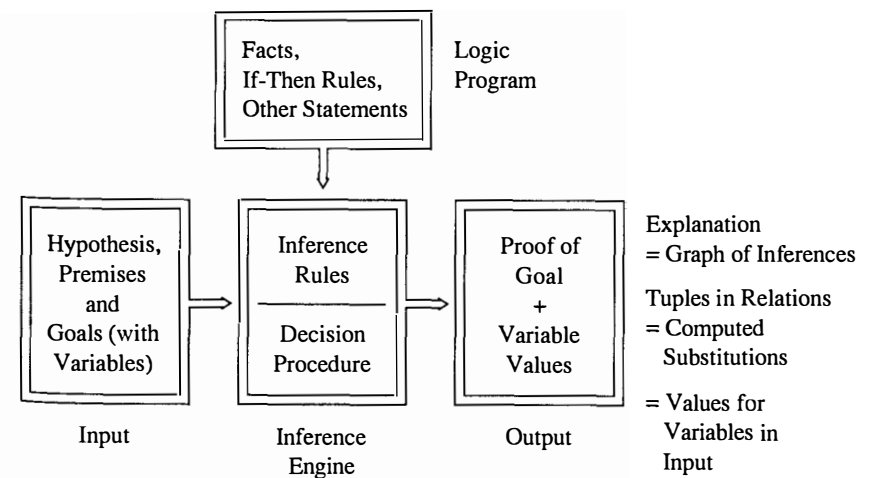 Facts,
If-Then Rules,
Other Statements
Logic
Program
Hypothesis,
Premises
and
Goals (with
Variables)
Input
Inference
Rules
Decision
Procedure
Inference
Engine
Proof of
Goal
+
Variable
Values
Output
Explanation
= Graph of Inferences
Tuples in Relations
= Computed
Substitutions
= Values for
Variables in
Input